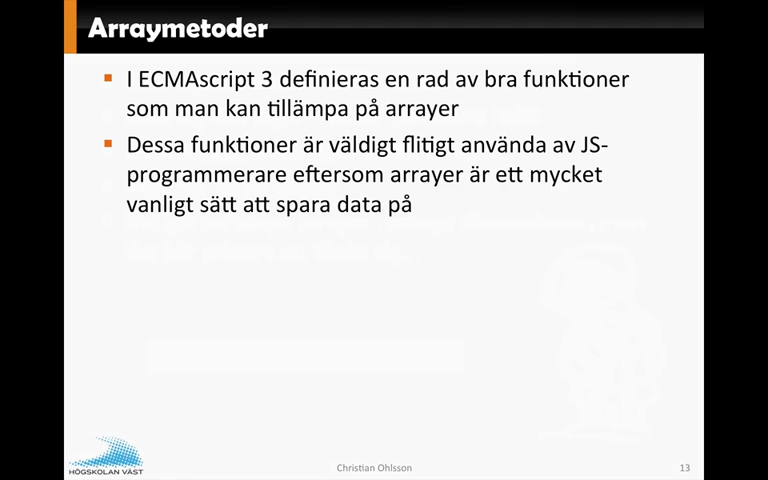 Arraymetoder
I ECMAscript 3 definieras en rad av bra funktioner
som man kan tillämpa på arrayer
Dessa funktioner är väldigt flitigt använda av JS-
programmerare eftersom arrayer är ett mycket
vanligt sätt att spara data på
HÖGSKOLAN VÄST
Christian Ohlsson
13